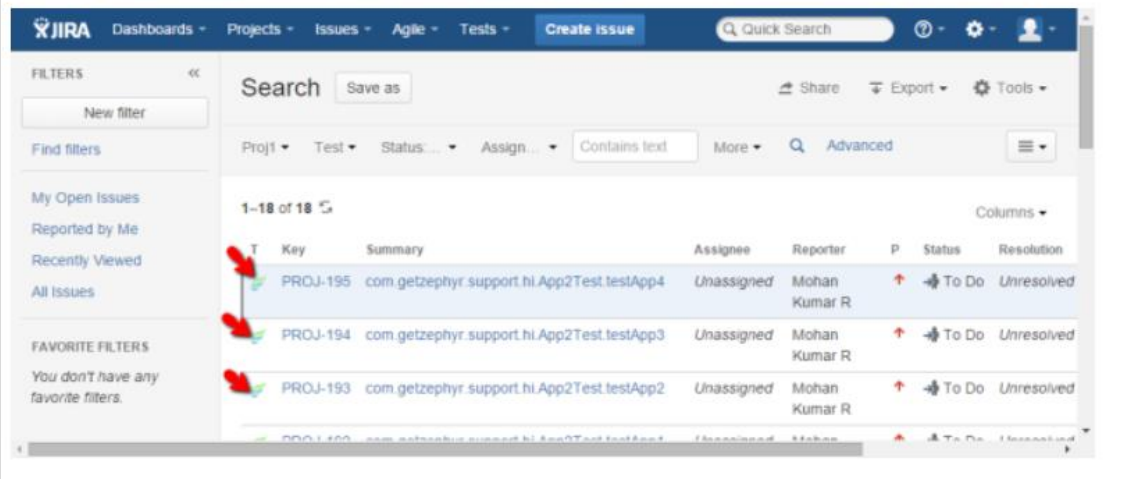 JIRA Dashboards Projects Issues Agile Tests Create issue Quick Search
FILTERS «
New filter
Find filters
My Open Issues
Reported by Me
Recently Viewed
All Issues
FAVORITE FILTERS
You don't have any
favorite filters.
Search Save as Share Export Tools
Proj1 Test Status:... Assign... Contains text More Advanced
1–18 of 18
Columns
T Key Summary Assignee Reporter P Status Resolution
PROJ-195 com.getzephyr.support.hi.App2Test.testApp4 Unassigned Mohan To Do Unresolved
Kumar R
PROJ-194 com.getzephyr.support.hi.App2Test.testApp3 Unassigned Mohan To Do Unresolved
Kumar R
PROJ-193 com.getzephyr.support.hi.App2Test.testApp2 Unassigned Mohan To Do Unresolved
Kumar R